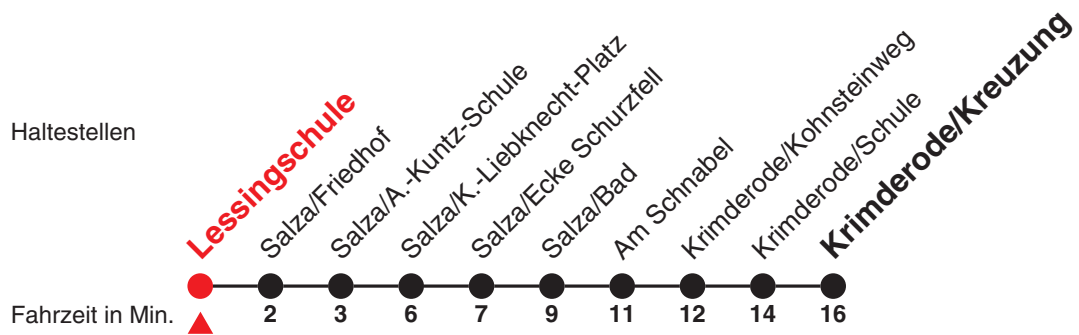 Haltestellen
Lessingschule
Salza/Friedhof
Salza/A.-Kuntz-Schule
Salza/K.-Liebknecht-Platz
Salza/Ecke Schurzfell
Salza/Bad
Am Schnabel
Krimderode/Kohnsteinweg
Krimderode/Schule
Krimderode/Kreuzung
Fahrzeit in Min. 2 3 6 7 9 11 12 14 16